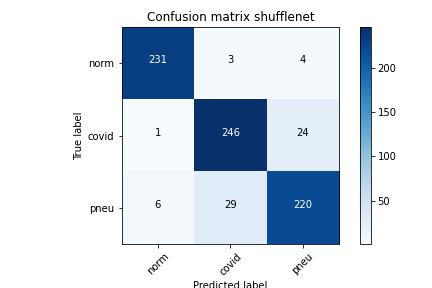 Confusion matrix shufflenet
norm 231 3 4
covid 1 246 24
pneu 6 29 220
norm covid pneu
True label
Predicted label
200
150
100
50